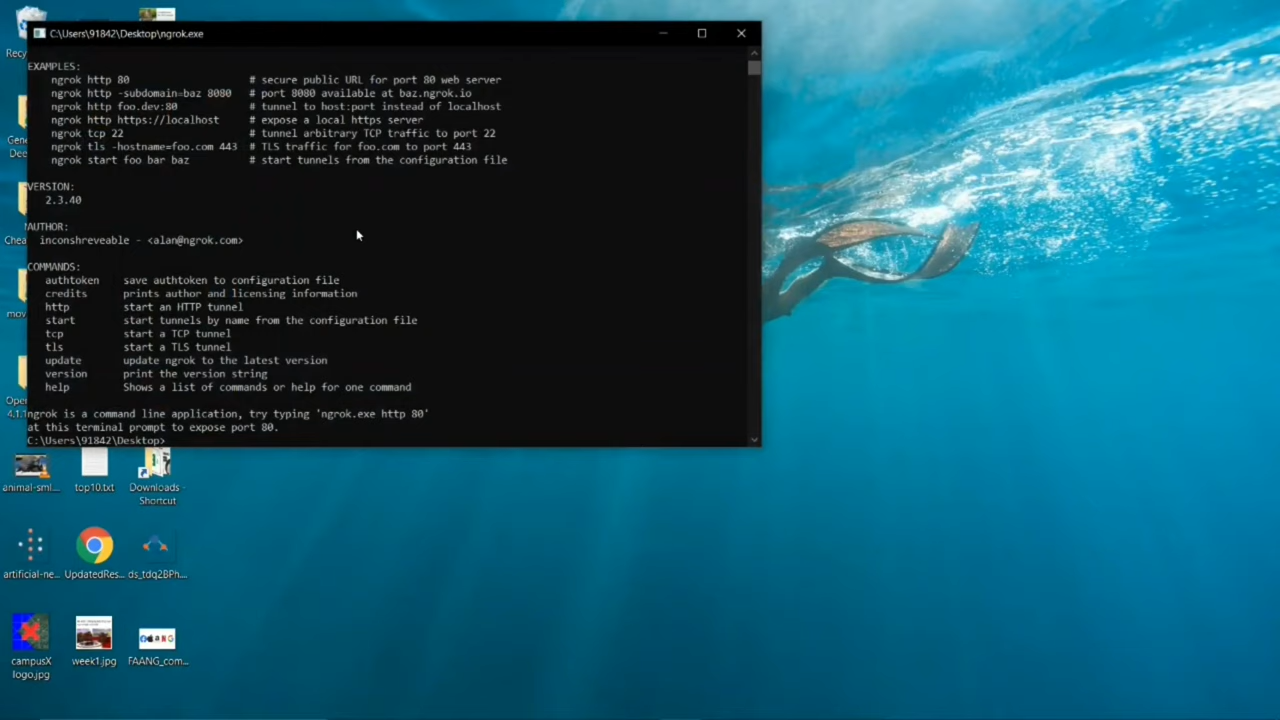 C:\Users\91842\Desktop\ngrok.exe
EXAMPLES:
ngrok http 80 # secure public URL for port 80 web server
ngrok http -subdomain=baz 8080 # port 8080 available at baz.ngrok.io
ngrok http foo.dev:80 # tunnel to host:port instead of localhost
ngrok http https://localhost # expose a local https server
ngrok tcp 22 # tunnel arbitrary TCP traffic to port 22
ngrok tls -hostname=foo.com 443 # TLS traffic for foo.com to port 443
ngrok start foo bar baz # start tunnels from the configuration file
VERSION:
2.3.40
AUTHOR:
inconshreveable - <alan@ngrok.com>
COMMANDS:
authtoken save authtoken to configuration file
credits prints author and licensing information
http start an HTTP tunnel
start start tunnels by name from the configuration file
tcp start a TCP tunnel
tls start a TLS tunnel
update update ngrok to the latest version
version print the version string
help Shows a list of commands or help for one command
ngrok is a command line application, try typing 'ngrok.exe http 80'
at this terminal prompt to expose port 80.
C:\Users\91842\Desktop>
Recy
Gene
Dee
Chea
mov
Oper
4.1.1
animal-sml...
top10.txt
Downloads -
Shortcut
artificial-ne...
UpdatedRes...
ds_tdq2BPh...
campusX
logo.jpg
week1.jpg
FAANG_com...